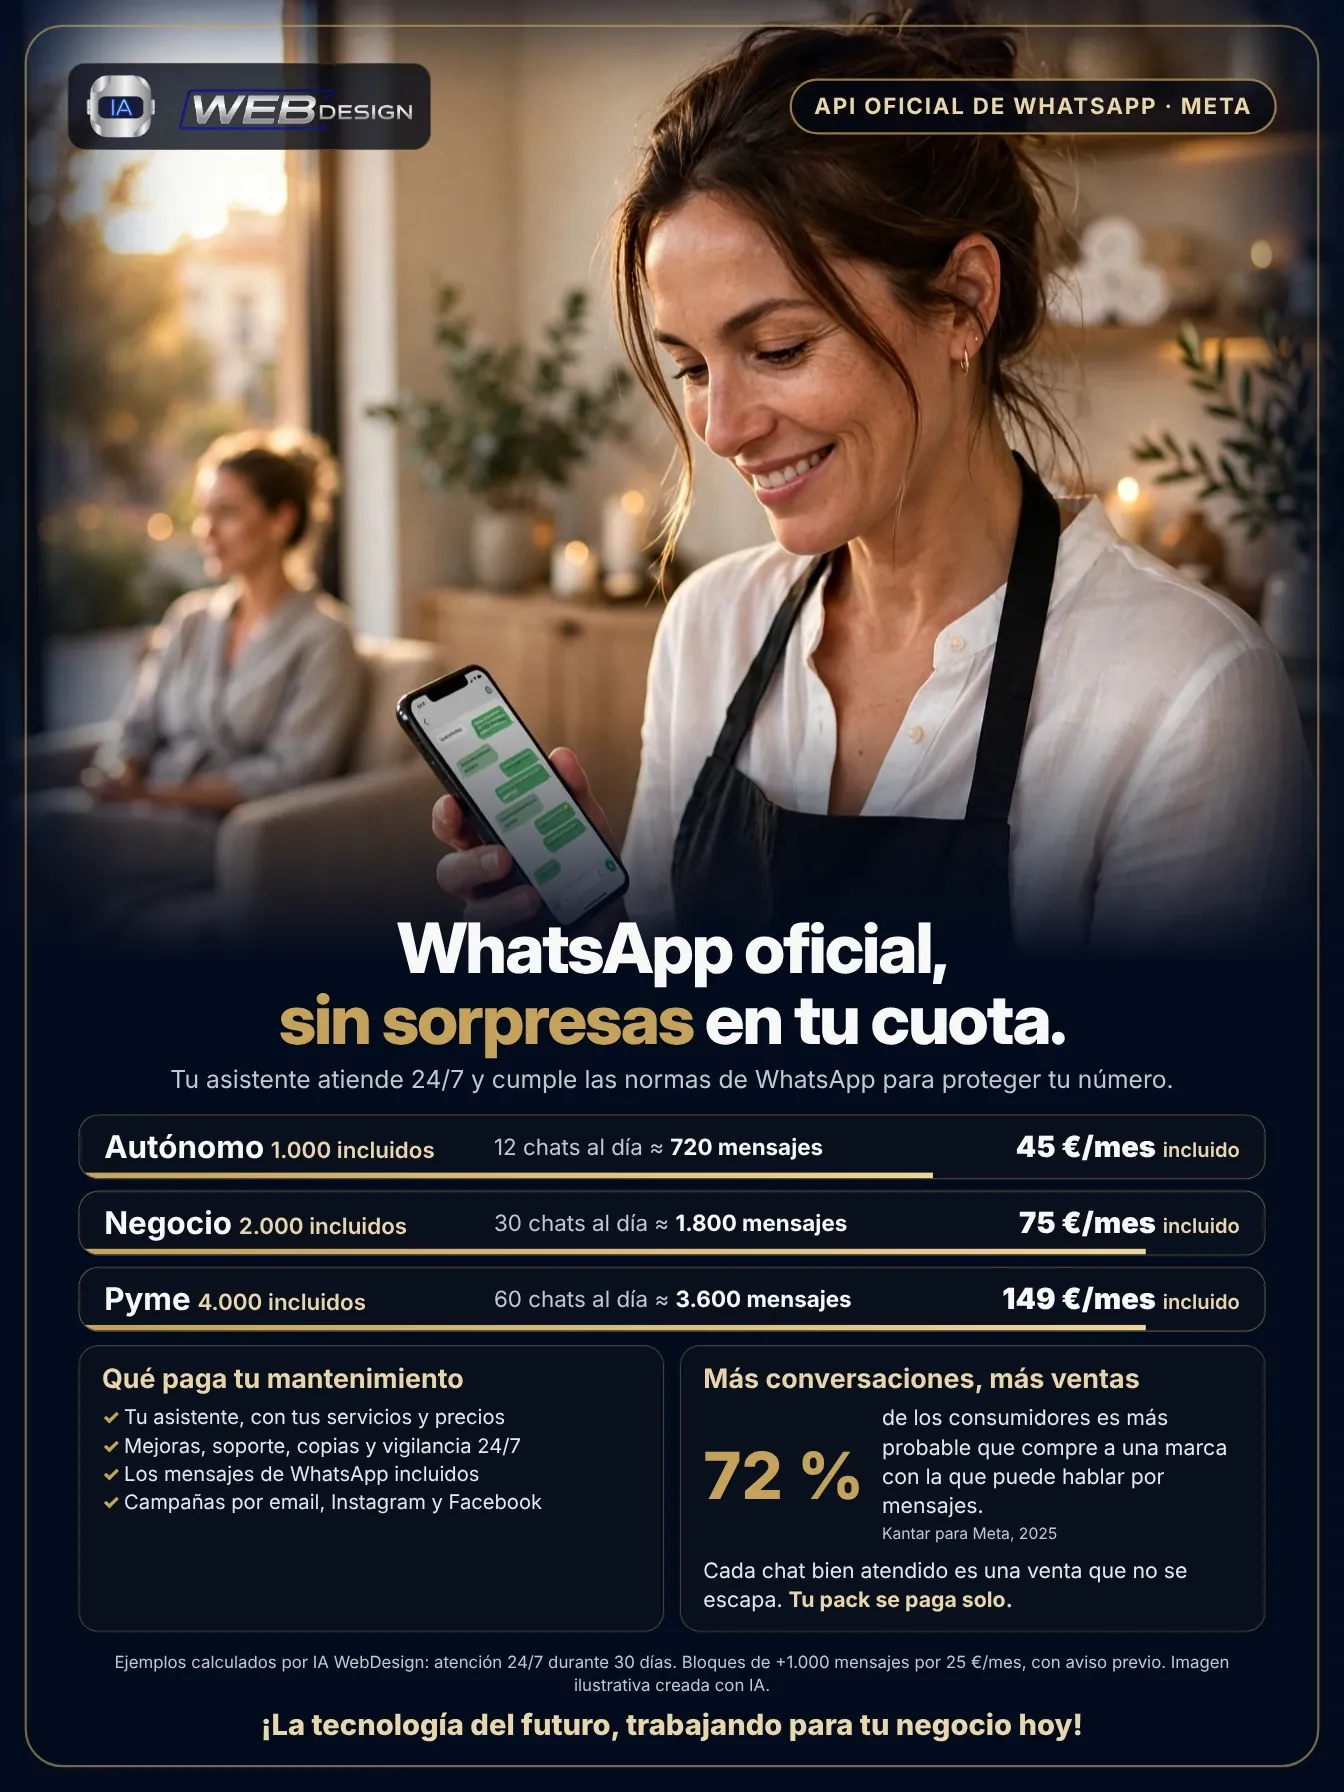 IA WEBDESIGN
API OFICIAL DE WHATSAPP · META
WhatsApp oficial,
sin sorpresas en tu cuota.
Tu asistente atiende 24/7 y cumple las normas de WhatsApp para proteger tu número.
Autónomo 1.000 incluidos 12 chats al día ≈ 720 mensajes 45 €/mes incluido
Negocio 2.000 incluidos 30 chats al día ≈ 1.800 mensajes 75 €/mes incluido
Pyme 4.000 incluidos 60 chats al día ≈ 3.600 mensajes 149 €/mes incluido
Qué paga tu mantenimiento
✓ Tu asistente, con tus servicios y precios
✓ Mejoras, soporte, copias y vigilancia 24/7
✓ Los mensajes de WhatsApp incluidos
✓ Campañas por email, Instagram y Facebook
Más conversaciones, más ventas
72 %
de los consumidores es más
probable que compre a una marca
con la que puede hablar por
mensajes.
Kantar para Meta, 2025
Cada chat bien atendido es una venta que no se
escapa. Tu pack se paga solo.
Ejemplos calculados por IA WebDesign: atención 24/7 durante 30 días. Bloques de +1.000 mensajes por 25 €/mes, con aviso previo. Imagen
ilustrativa creada con IA.
¡La tecnología del futuro, trabajando para tu negocio hoy!